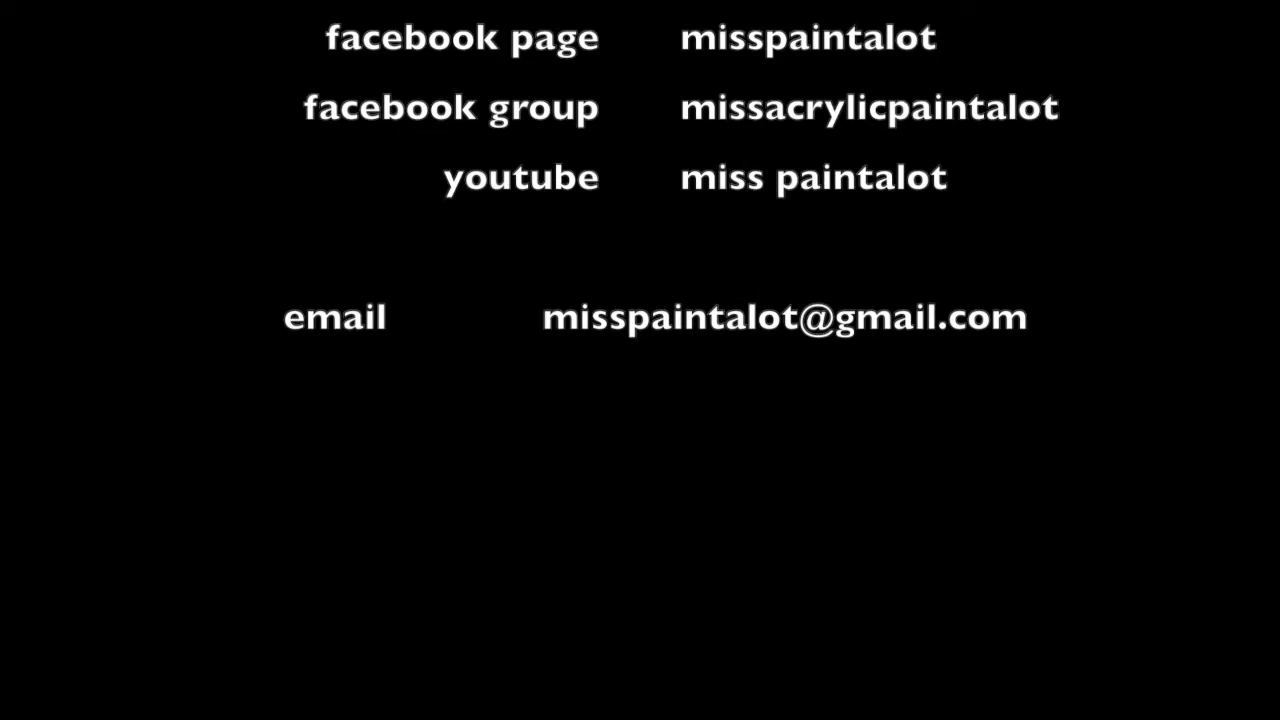 facebook page misspaintalot
facebook group missacrylicpaintalot
youtube miss paintalot
email misspaintalot@gmail.com